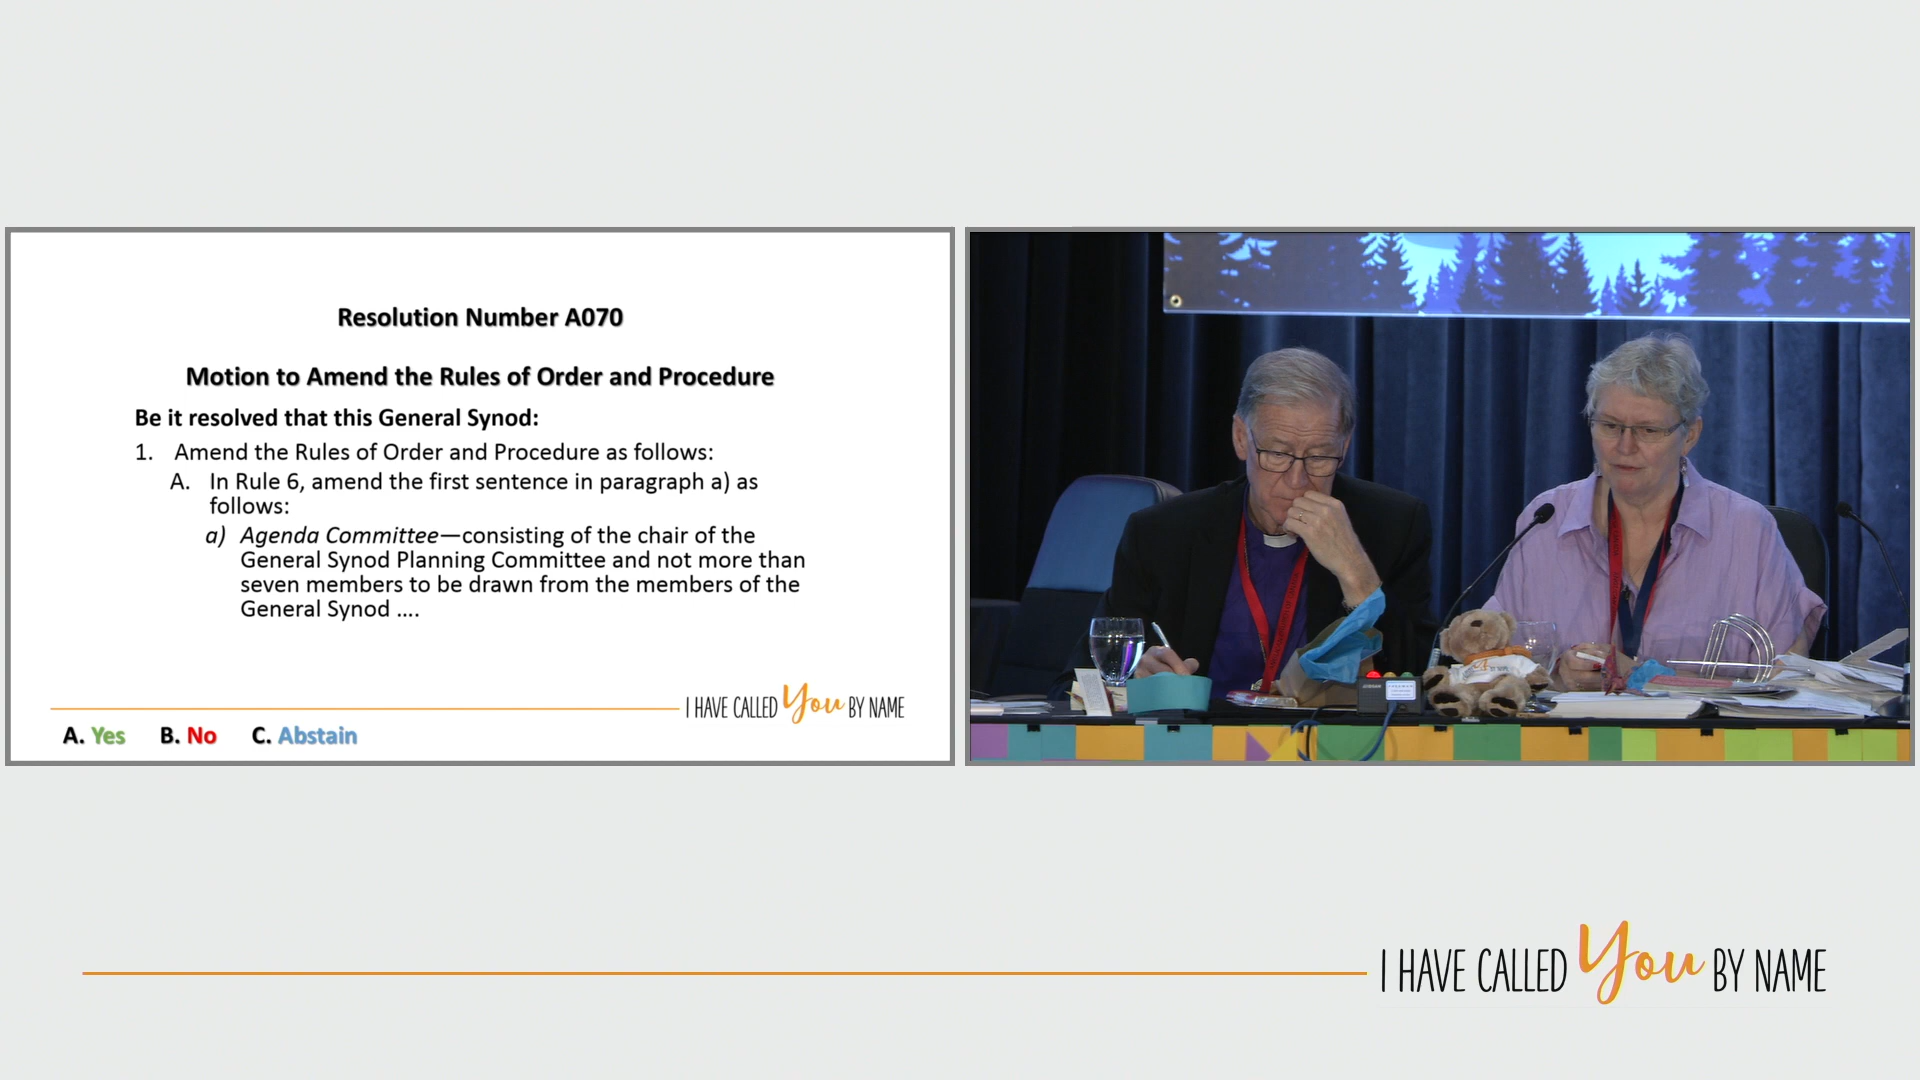 Resolution Number A070
Motion to Amend the Rules of Order and Procedure
Be it resolved that this General Synod:
1. Amend the Rules of Order and Procedure as follows:
A. In Rule 6, amend the first sentence in paragraph a) as
follows:
a) Agenda Committee—consisting of the chair of the
General Synod Planning Committee and not more than
seven members to be drawn from the members of the
General Synod ....
I HAVE CALLED You BY NAME
A. Yes B. No C. Abstain
I HAVE CALLED You BY NAME